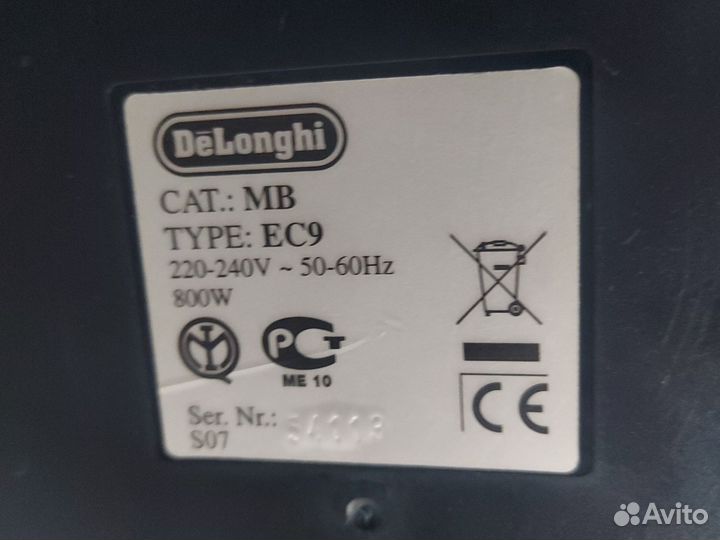 DeLonghi
CAT.: MB
TYPE: EC9
220-240V ~ 50-60Hz
800W
PCT
ME 10
CE
Ser. Nr.:
S07
Avito